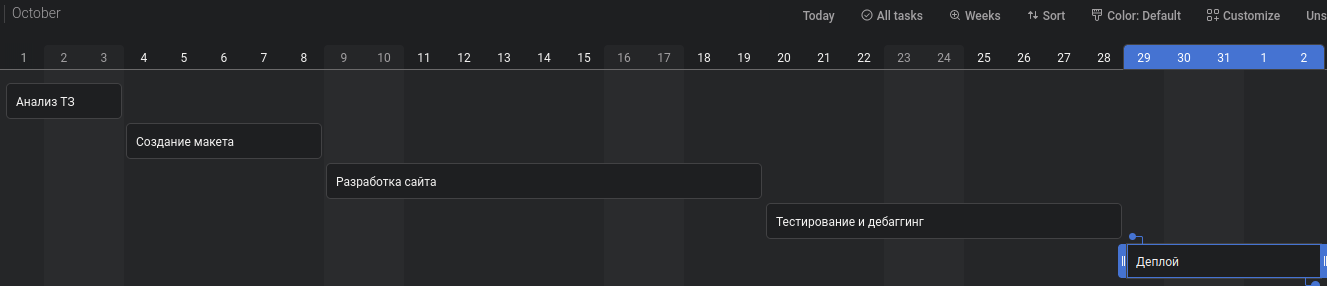 October
Today All tasks Weeks Sort Color: Default Customize Uns
1 2 3 4 5 6 7 8 9 10 11 12 13 14 15 16 17 18 19 20 21 22 23 24 25 26 27 28 29 30 31 1 2
Анализ ТЗ
Создание макета
Разработка сайта
Тестирование и дебаггинг
Деплой